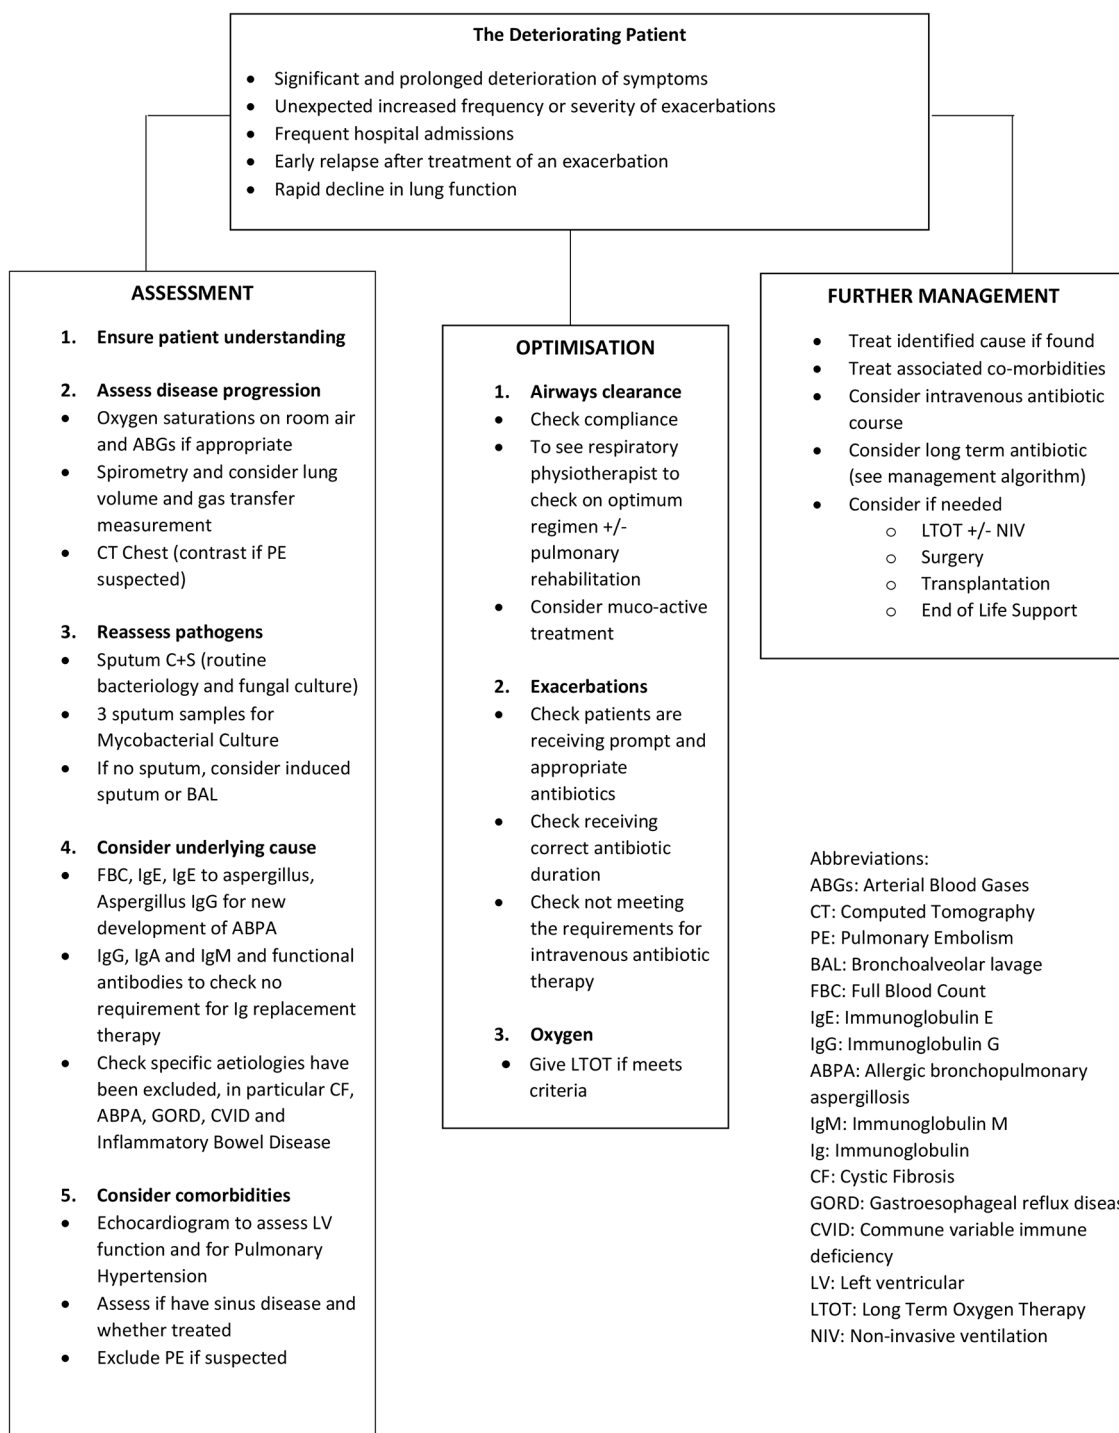 The Deteriorating Patient
• Significant and prolonged deterioration of symptoms
• Unexpected increased frequency or severity of exacerbations
• Frequent hospital admissions
• Early relapse after treatment of an exacerbation
• Rapid decline in lung function
ASSESSMENT
1. Ensure patient understanding
2. Assess disease progression
• Oxygen saturations on room air
and ABGs if appropriate
• Spirometry and consider lung
volume and gas transfer
measurement
• CT Chest (contrast if PE
suspected)
3. Reassess pathogens
• Sputum C+S (routine
bacteriology and fungal culture)
• 3 sputum samples for
Mycobacterial Culture
• If no sputum, consider induced
sputum or BAL
4. Consider underlying cause
• FBC, IgE, IgE to aspergillus,
Aspergillus IgG for new
development of ABPA
• IgG, IgA and IgM and functional
antibodies to check no
requirement for Ig replacement
therapy
• Check specific aetiologies have
been excluded, in particular CF,
ABPA, GORD, CVID and
Inflammatory Bowel Disease
5. Consider comorbidities
• Echocardiogram to assess LV
function and for Pulmonary
Hypertension
• Assess if have sinus disease and
whether treated
• Exclude PE if suspected
OPTIMISATION
1. Airways clearance
• Check compliance
• To see respiratory
physiotherapist to
check on optimum
regimen +/-
pulmonary
rehabilitation
• Consider muco-active
treatment
2. Exacerbations
• Check patients are
receiving prompt and
appropriate
antibiotics
• Check receiving
correct antibiotic
duration
• Check not meeting
the requirements for
intravenous antibiotic
therapy
3. Oxygen
• Give LTOT if meets
criteria
FURTHER MANAGEMENT
• Treat identified cause if found
• Treat associated co-morbidities
• Consider intravenous antibiotic
course
• Consider long term antibiotic
(see management algorithm)
• Consider if needed
o LTOT +/- NIV
o Surgery
o Transplantation
o End of Life Support
Abbreviations:
ABGs: Arterial Blood Gases
CT: Computed Tomography
PE: Pulmonary Embolism
BAL: Bronchoalveolar lavage
FBC: Full Blood Count
IgE: Immunoglobulin E
IgG: Immunoglobulin G
ABPA: Allergic bronchopulmonary
aspergillosis
IgM: Immunoglobulin M
Ig: Immunoglobulin
CF: Cystic Fibrosis
GORD: Gastroesophageal reflux
CVID: Commune variable immune
deficiency
LV: Left ventricular
LTOT: Long Term Oxygen Therapy
NIV: Non-invasive ventilation